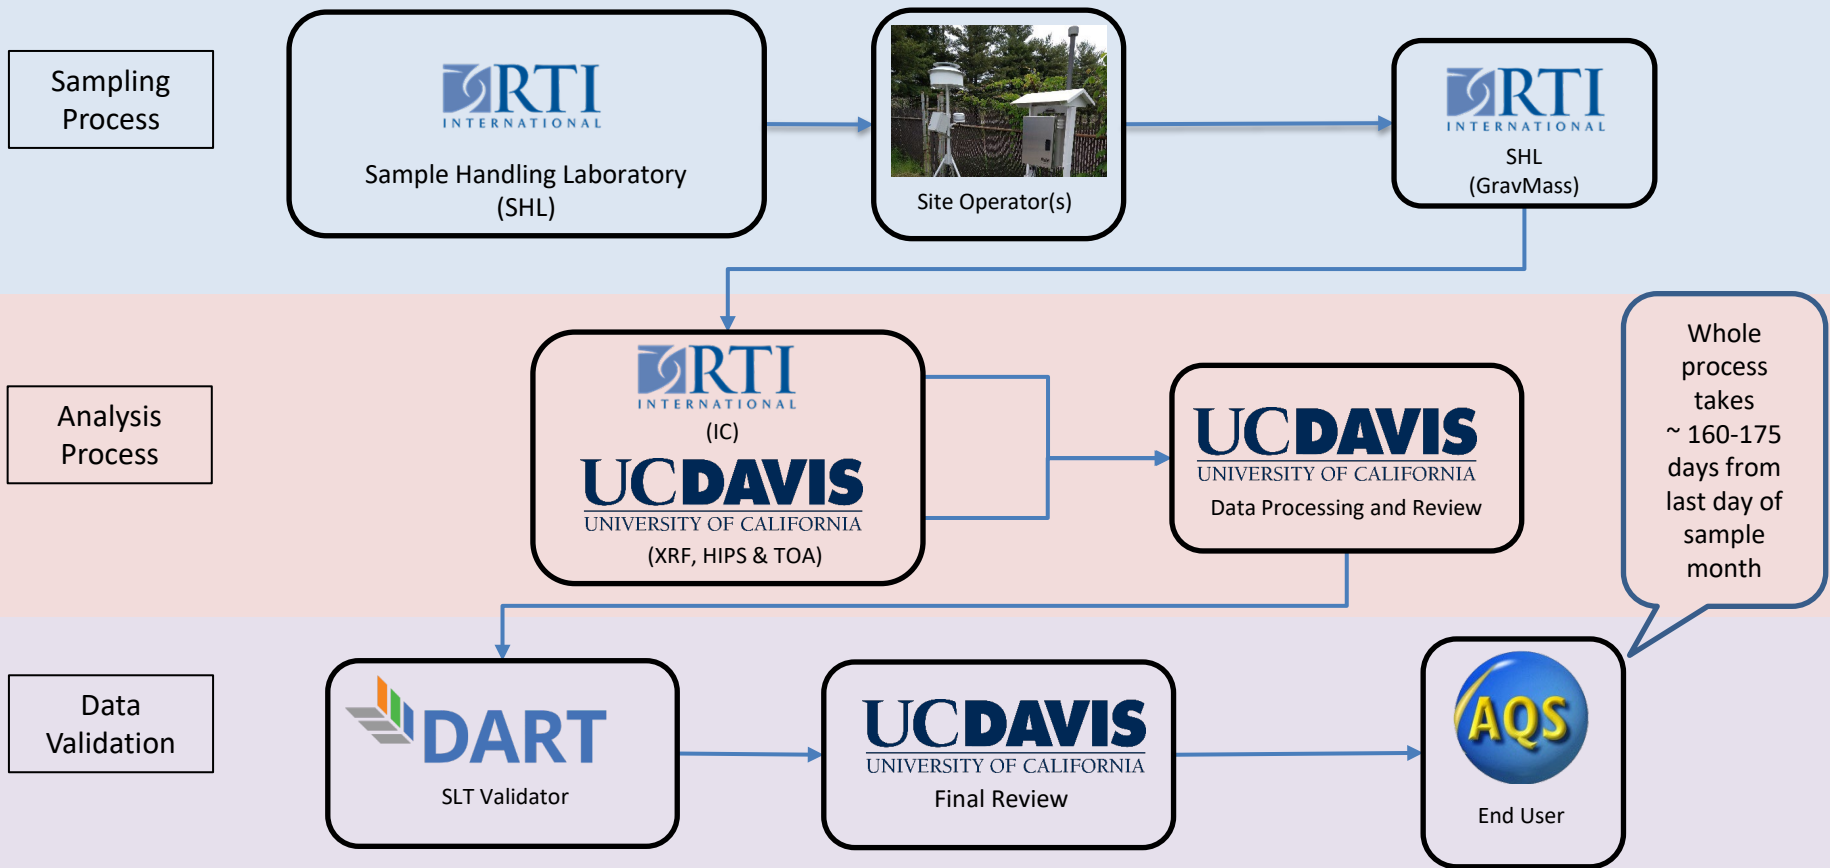 Sampling
Process
RTI
INTERNATIONAL
Sample Handling Laboratory
(SHL)
Site Operator(s)
RTI
INTERNATIONAL
SHL
(GravMass)
Analysis
Process
RTI
INTERNATIONAL
(IC)
UCDAVIS
UNIVERSITY OF CALIFORNIA
(XRF, HIPS & TOA)
UCDAVIS
UNIVERSITY OF CALIFORNIA
Data Processing and Review
Whole
process
takes
~ 160-175
days from
last day of
sample
month
Data
Validation
DART
SLT Validator
UCDAVIS
UNIVERSITY OF CALIFORNIA
Final Review
AQS
End User